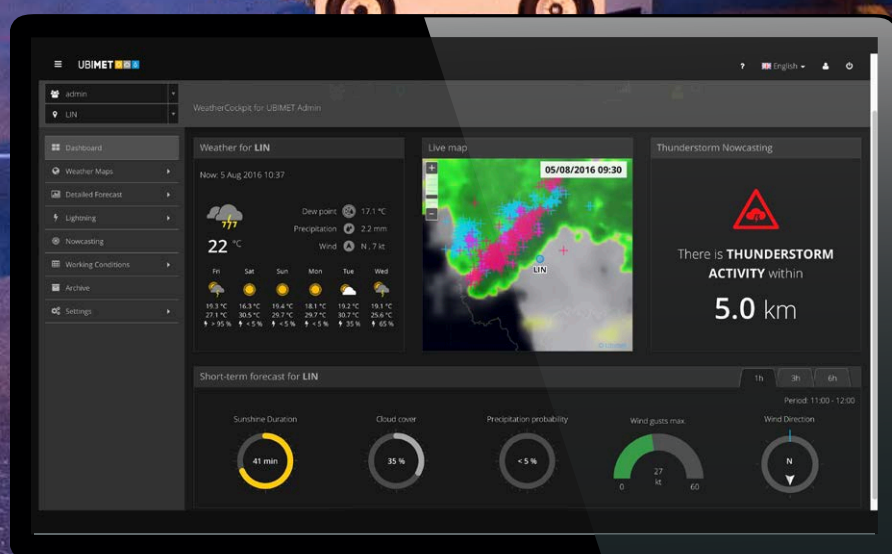 UBIMET
? English
admin
LIN
WeatherCockpit for UBIMET Admin
Dashboard
Weather Maps
Detailed Forecast
Lightning
Nowcasting
Working Conditions
Archive
Settings
Weather for LIN
Now: 5 Aug 2016 10:37
Dew point 17.1 °C
Precipitation 2.2 mm
22 °C
Wind N , 7 kt
Fri Sat Sun Mon Tue Wed
19.3 °C 16.3 °C 19.4 °C 18.1 °C 19.2 °C 19.1 °C
27.1 °C 30.5 °C 29.7 °C 29.7 °C 30.7 °C 25.6 °C
> 95 % < 5 % < 5 % < 5 % 35 % 65 %
Live map
+
05/08/2016 09:30
-
LIN
Thunderstorm Nowcasting
There is THUNDERSTORM
ACTIVITY within
5.0 km
Short-term forecast for LIN
1h 3h 6h
Period: 11:00 - 12:00
Sunshine Duration
41 min
Cloud cover
35 %
Precipitation probability
< 5 %
Wind gusts max.
27
kt
0 60
Wind Direction
N